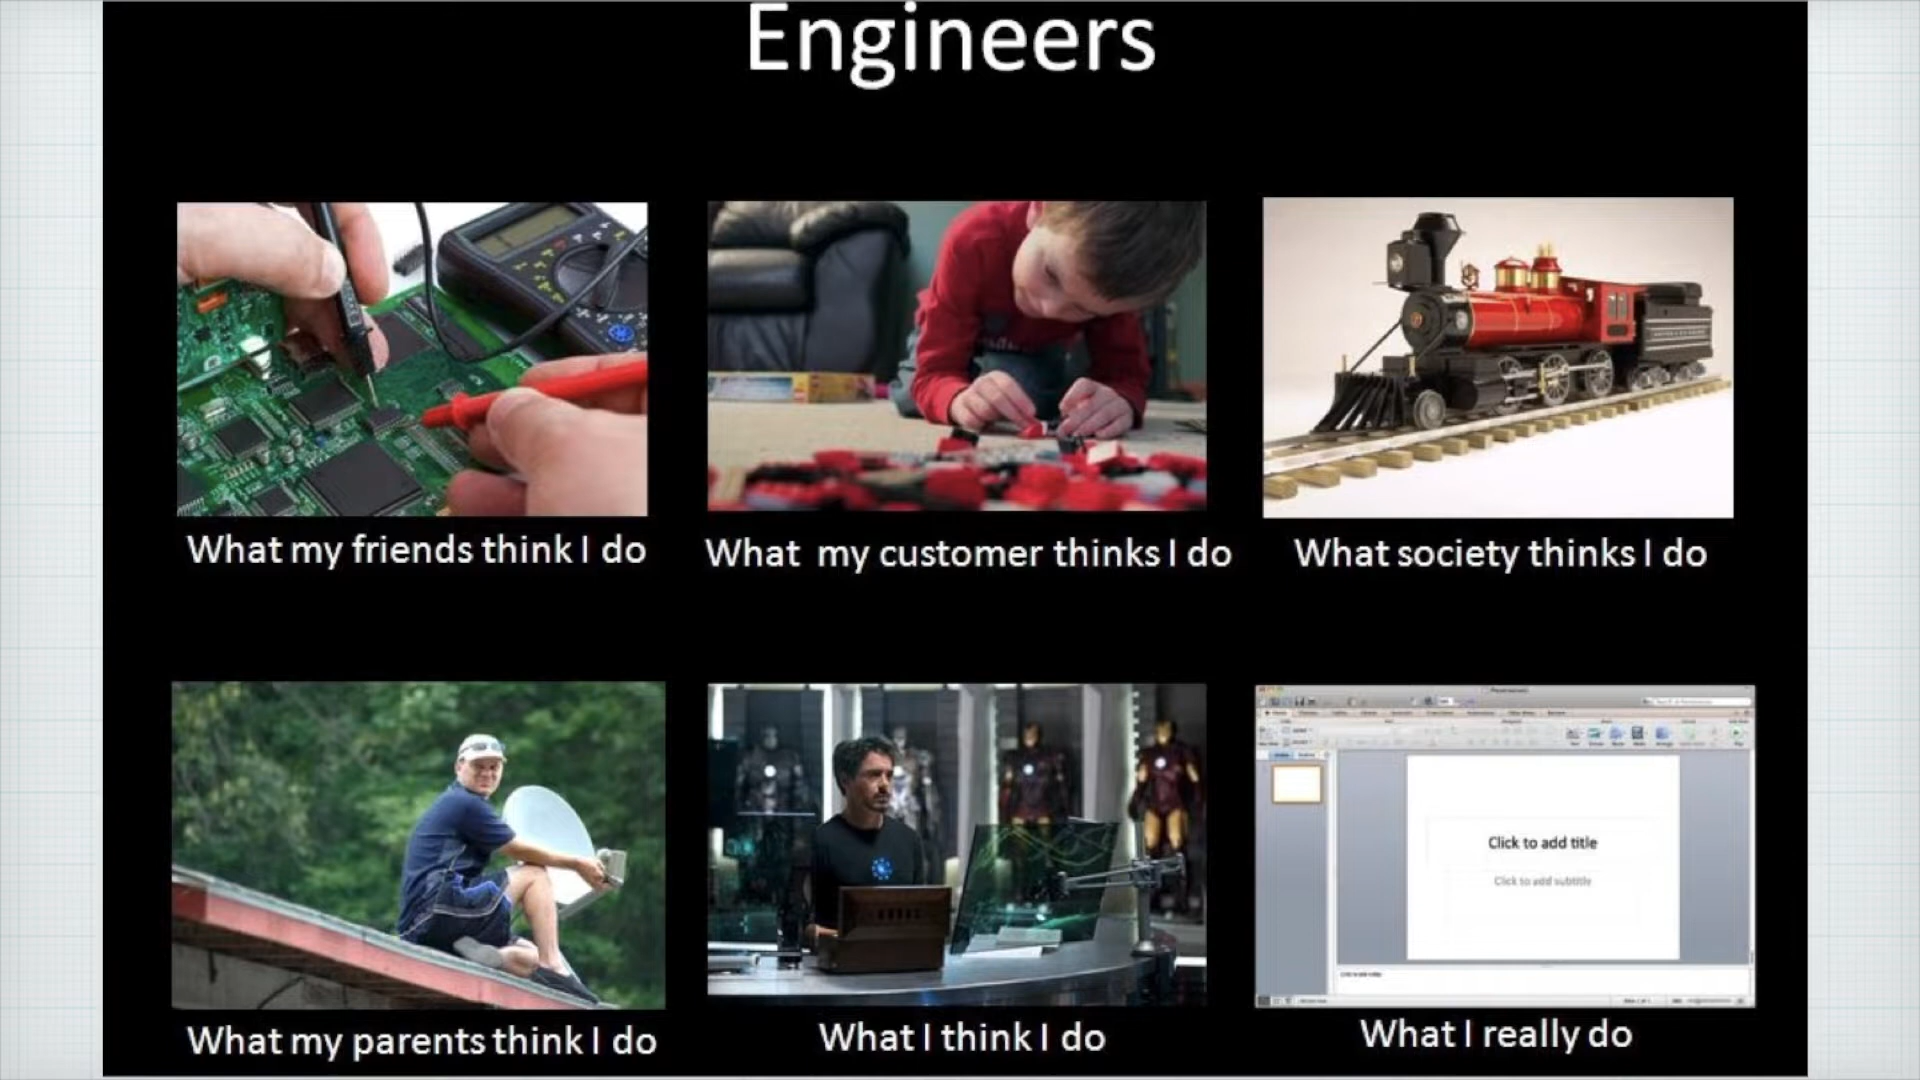 Engineers
What my friends think I do
What my customer thinks I do
What society thinks I do
What my parents think I do
What I think I do
Click to add title
Click to add subtitle
What I really do